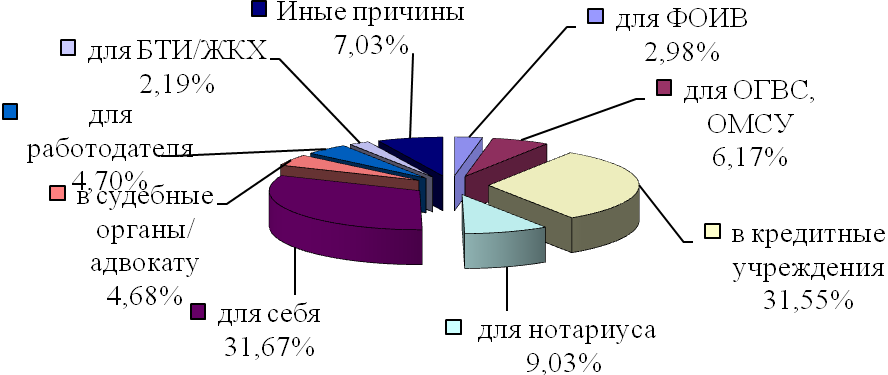 Иные причины
7,03%
для ФОИВ
2,98%
для БТИ/ЖКХ
2,19%
для ОГВС,
ОМСУ
6,17%
для
работодателя
4,70%
в судебные
органы/
адвокату
4,68%
в кредитные
учреждения
31,55%
для себя
31,67%
для нотариуса
9,03%